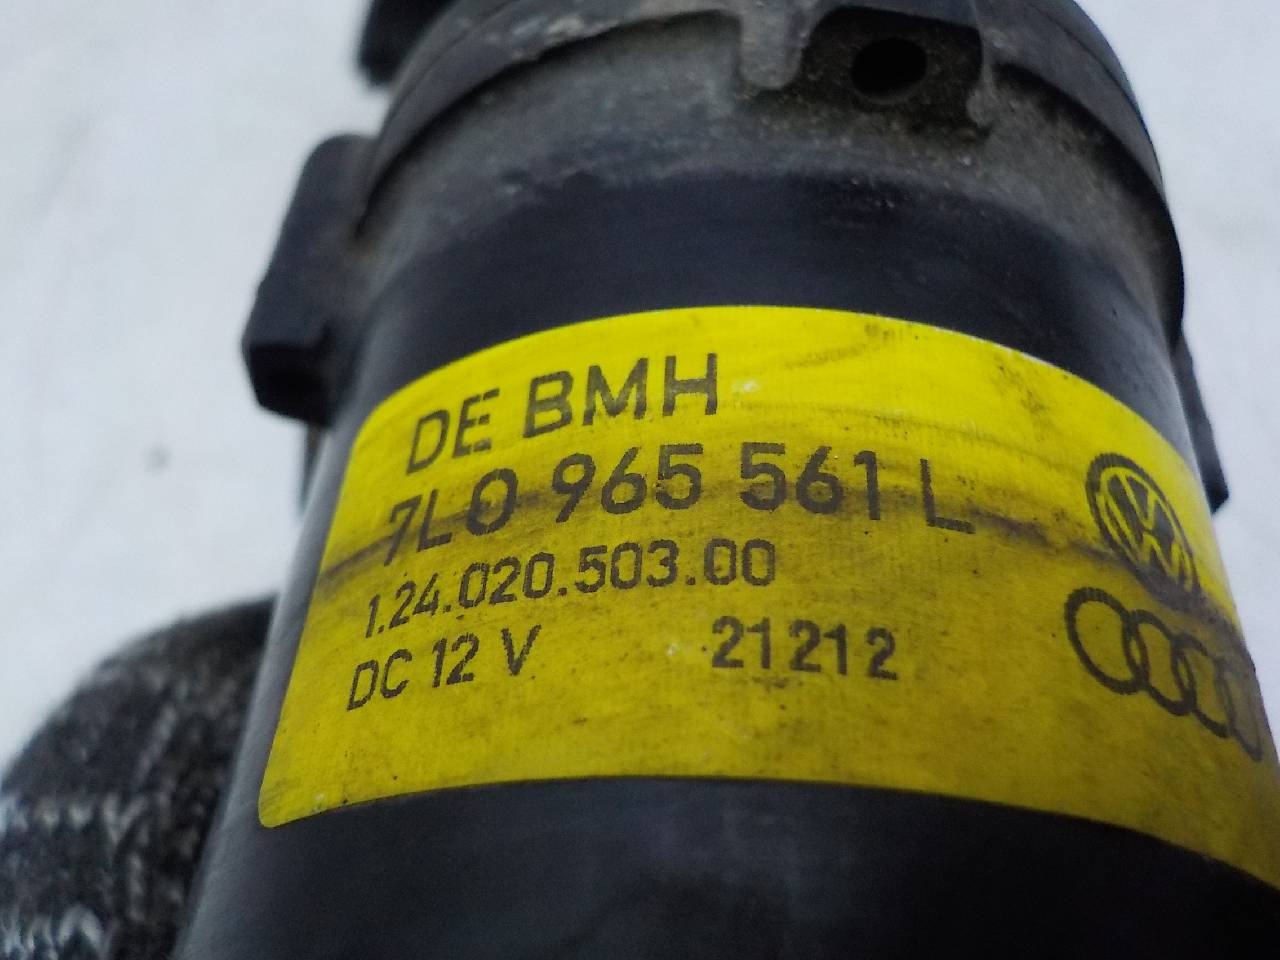 DE BMH
7L0 965 561 L
1.24.020.503.00
DC 12 V 21212